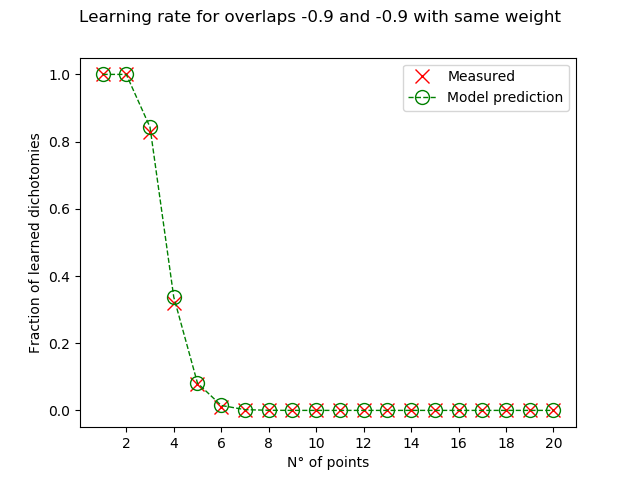 Learning rate for overlaps -0.9 and -0.9 with same weight
Measured
Model prediction
Fraction of learned dichotomies
1.0
0.8
0.6
0.4
0.2
0.0
2 4 6 8 10 12 14 16 18 20
N° of points